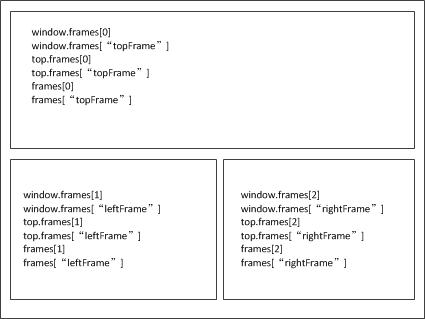 window.frames[0]
window.frames[“topFrame”]
top.frames[0]
top.frames[“topFrame”]
frames[0]
frames[“topFrame”]
window.frames[1]
window.frames[“leftFrame”]
top.frames[1]
top.frames[“leftFrame”]
frames[1]
frames[“leftFrame”]
window.frames[2]
window.frames[“rightFrame”]
top.frames[2]
top.frames[“rightFrame”]
frames[2]
frames[“rightFrame”]